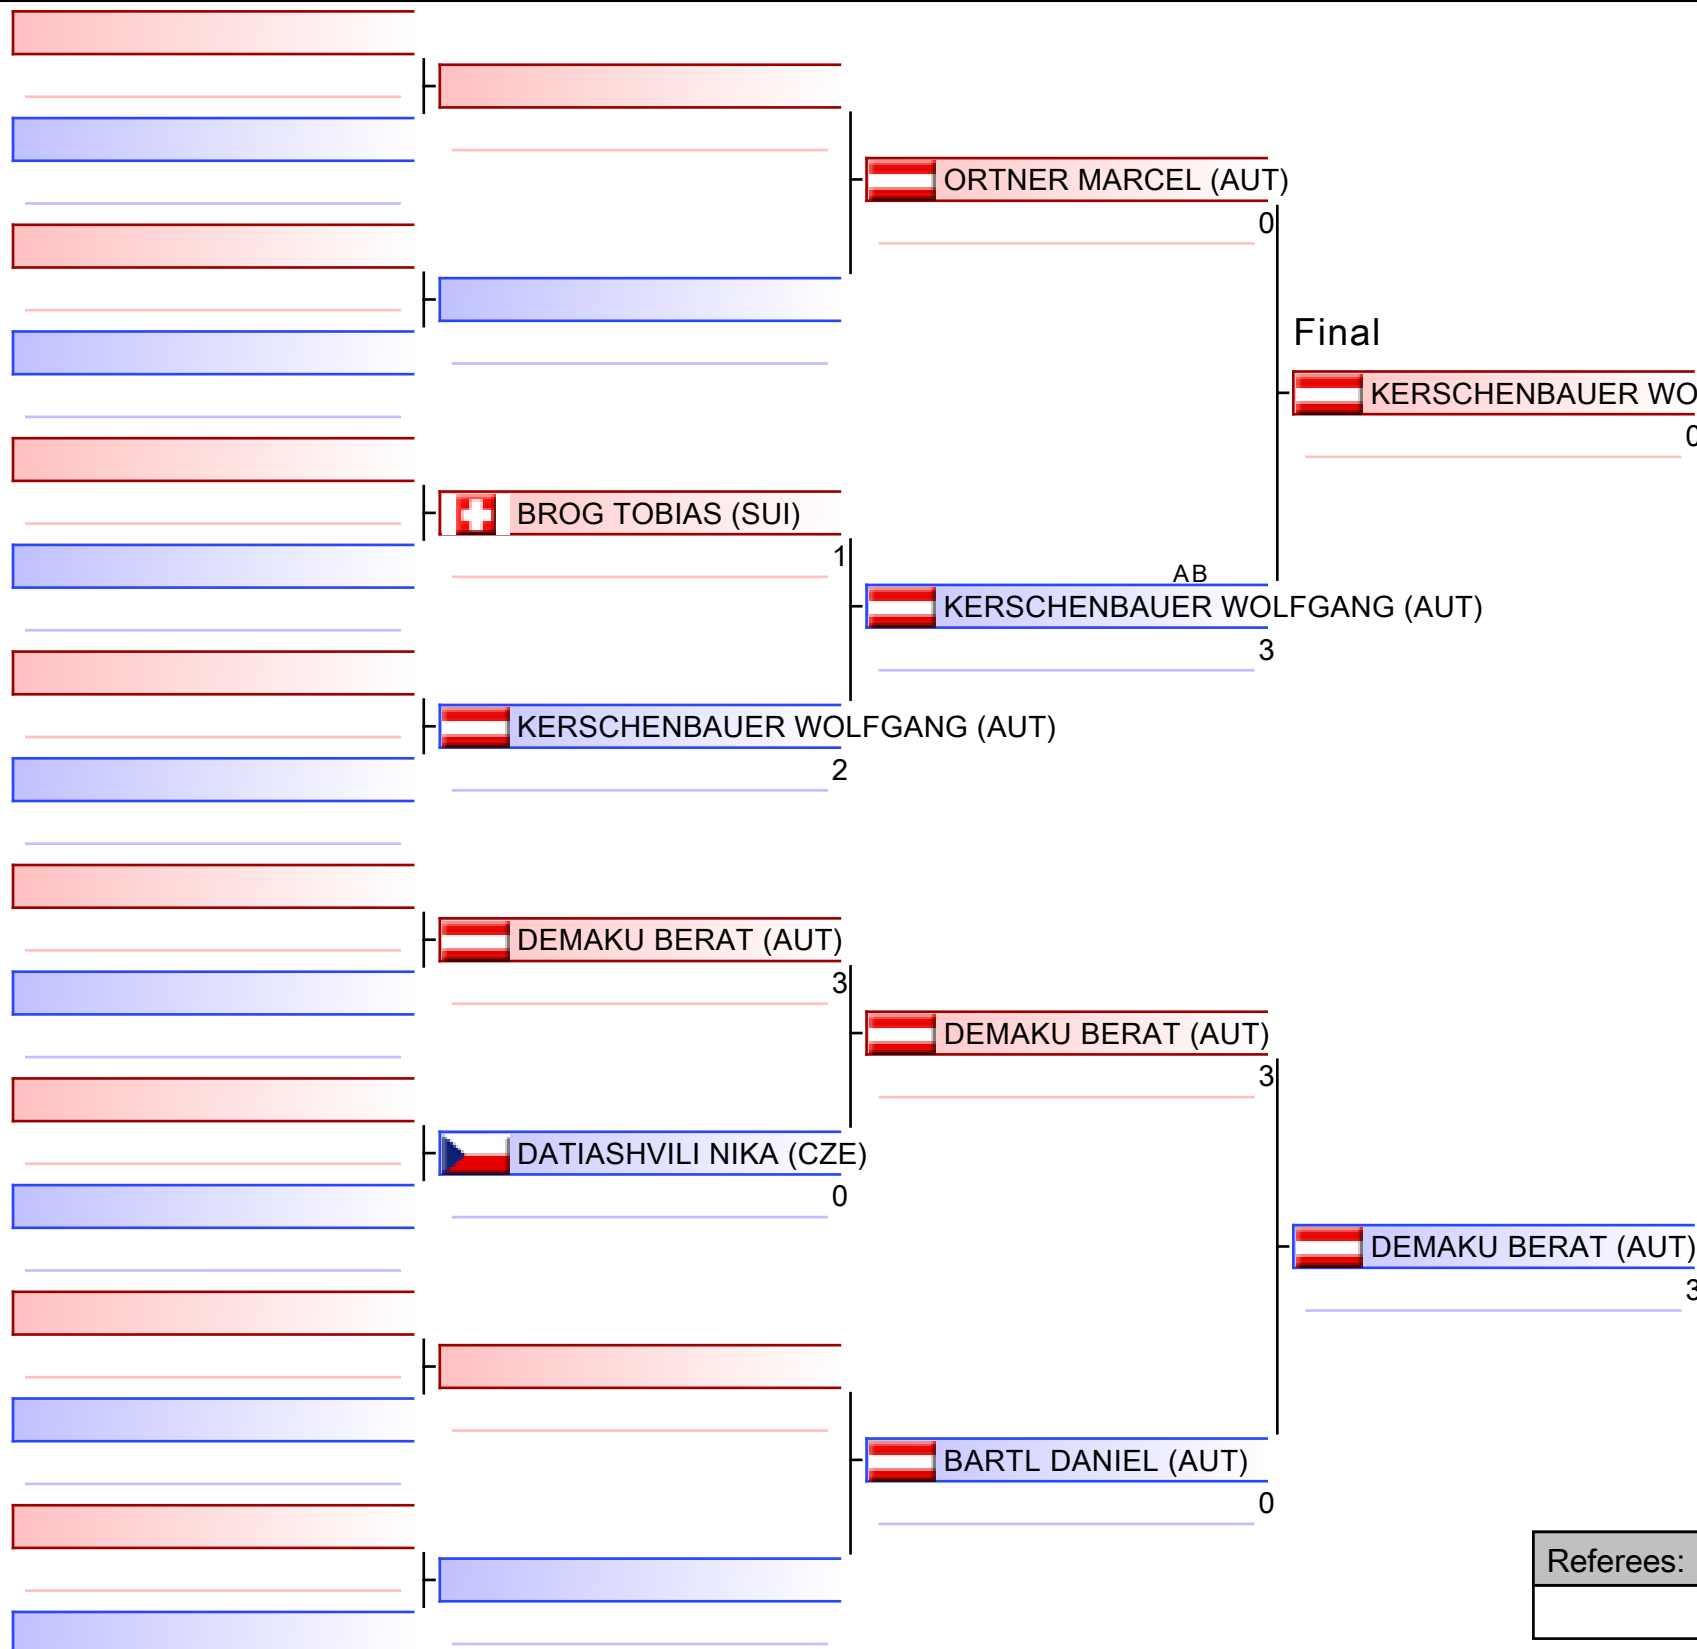 ORTNER MARCEL (AUT)
0
Final
KERSCHENBAUER WO
0
BROG TOBIAS (SUI)
1
AB
KERSCHENBAUER WOLFGANG (AUT)
3
KERSCHENBAUER WOLFGANG (AUT)
2
DEMAKU BERAT (AUT)
3
DEMAKU BERAT (AUT)
3
DATIASHVILI NIKA (CZE)
0
DEMAKU BERAT (AUT)
3
BARTL DANIEL (AUT)
0
Referees: